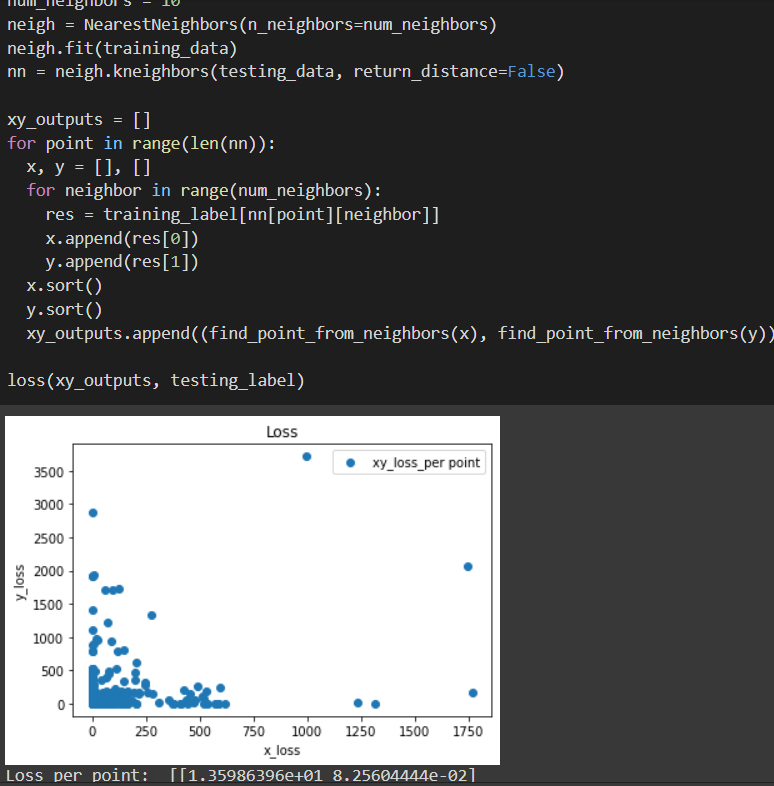 num_neighbors = 10
neigh = NearestNeighbors(n_neighbors=num_neighbors)
neigh.fit(training_data)
nn = neigh.kneighbors(testing_data, return_distance=False)
xy_outputs = []
for point in range(len(nn)):
  x, y = [], []
  for neighbor in range(num_neighbors):
    res = training_label[nn[point][neighbor]]
    x.append(res[0])
    y.append(res[1])
  x.sort()
  y.sort()
  xy_outputs.append((find_point_from_neighbors(x), find_point_from_neighbors(y))
loss(xy_outputs, testing_label)
Loss
xy_loss_per point
3500
3000
2500
2000
1500
1000
500
0
y_loss
0 250 500 750 1000 1250 1500 1750
x_loss
Loss per point:  [[1.35986396e+01 8.25604444e-02]